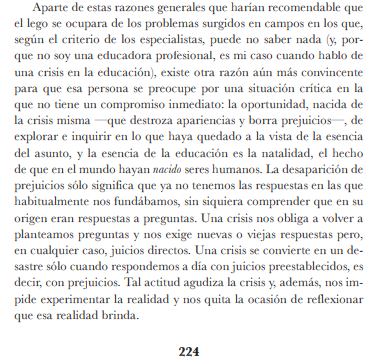 Aparte de estas razones generales que harían recomendable que
el lego se ocupara de los problemas surgidos en campos en los que,
según el criterio de los especialistas, puede no saber nada (y, por-
que no soy una educadora profesional, es mi caso cuando hablo de
una crisis en la educación), existe otra razón aún más convincente
para que esa persona se preocupe por una situación crítica en la
que no tiene un compromiso inmediato: la oportunidad, nacida de
la crisis misma —que destroza apariencias y borra prejuicios—, de
explorar e inquirir en lo que haya quedado a la vista de la esencia
del asunto, y la esencia de la educación es la natalidad, el hecho
de que en el mundo hayan nacido seres humanos. La desaparición de
prejuicios sólo significa que ya no tenemos las respuestas en las que
habitualmente nos fundábamos, sin siquiera comprender que en su
origen eran respuestas a preguntas. Una crisis nos obliga a volver a
planteamos preguntas y nos exige nuevas o viejas respuestas pero,
en cualquier caso, juicios directos. Una crisis se convierte en un de-
sastre sólo cuando respondemos a día con juicios preestablecidos, es
decir, con prejuicios. Tal actitud agudiza la crisis y, además, nos im-
pide experimentar la realidad y nos quita la ocasión de reflexionar
que esa realidad brinda.
224